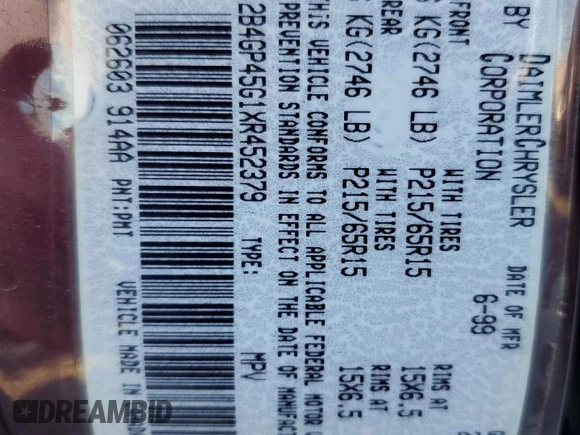 BY DAIMLERCHRYSLER
CORPORATION
DATE OF MFR
6-99
FRONT WITH TIRES RIMS AT
KG(2746 LB) P215/65R15 15X6.5
REAR WITH TIRES RIMS AT
KG(2746 LB) P215/65R15 15X6.5
THIS VEHICLE CONFORMS TO ALL APPLICABLE FEDERAL MOTOR
PREVENTION STANDARDS IN EFFECT ON THE DATE OF MANUFACT
2B4GP45G1XR452379 TYPE: MPV
062603 914AA PNT:PMT VEHICLE MADE IN
DREAMBID